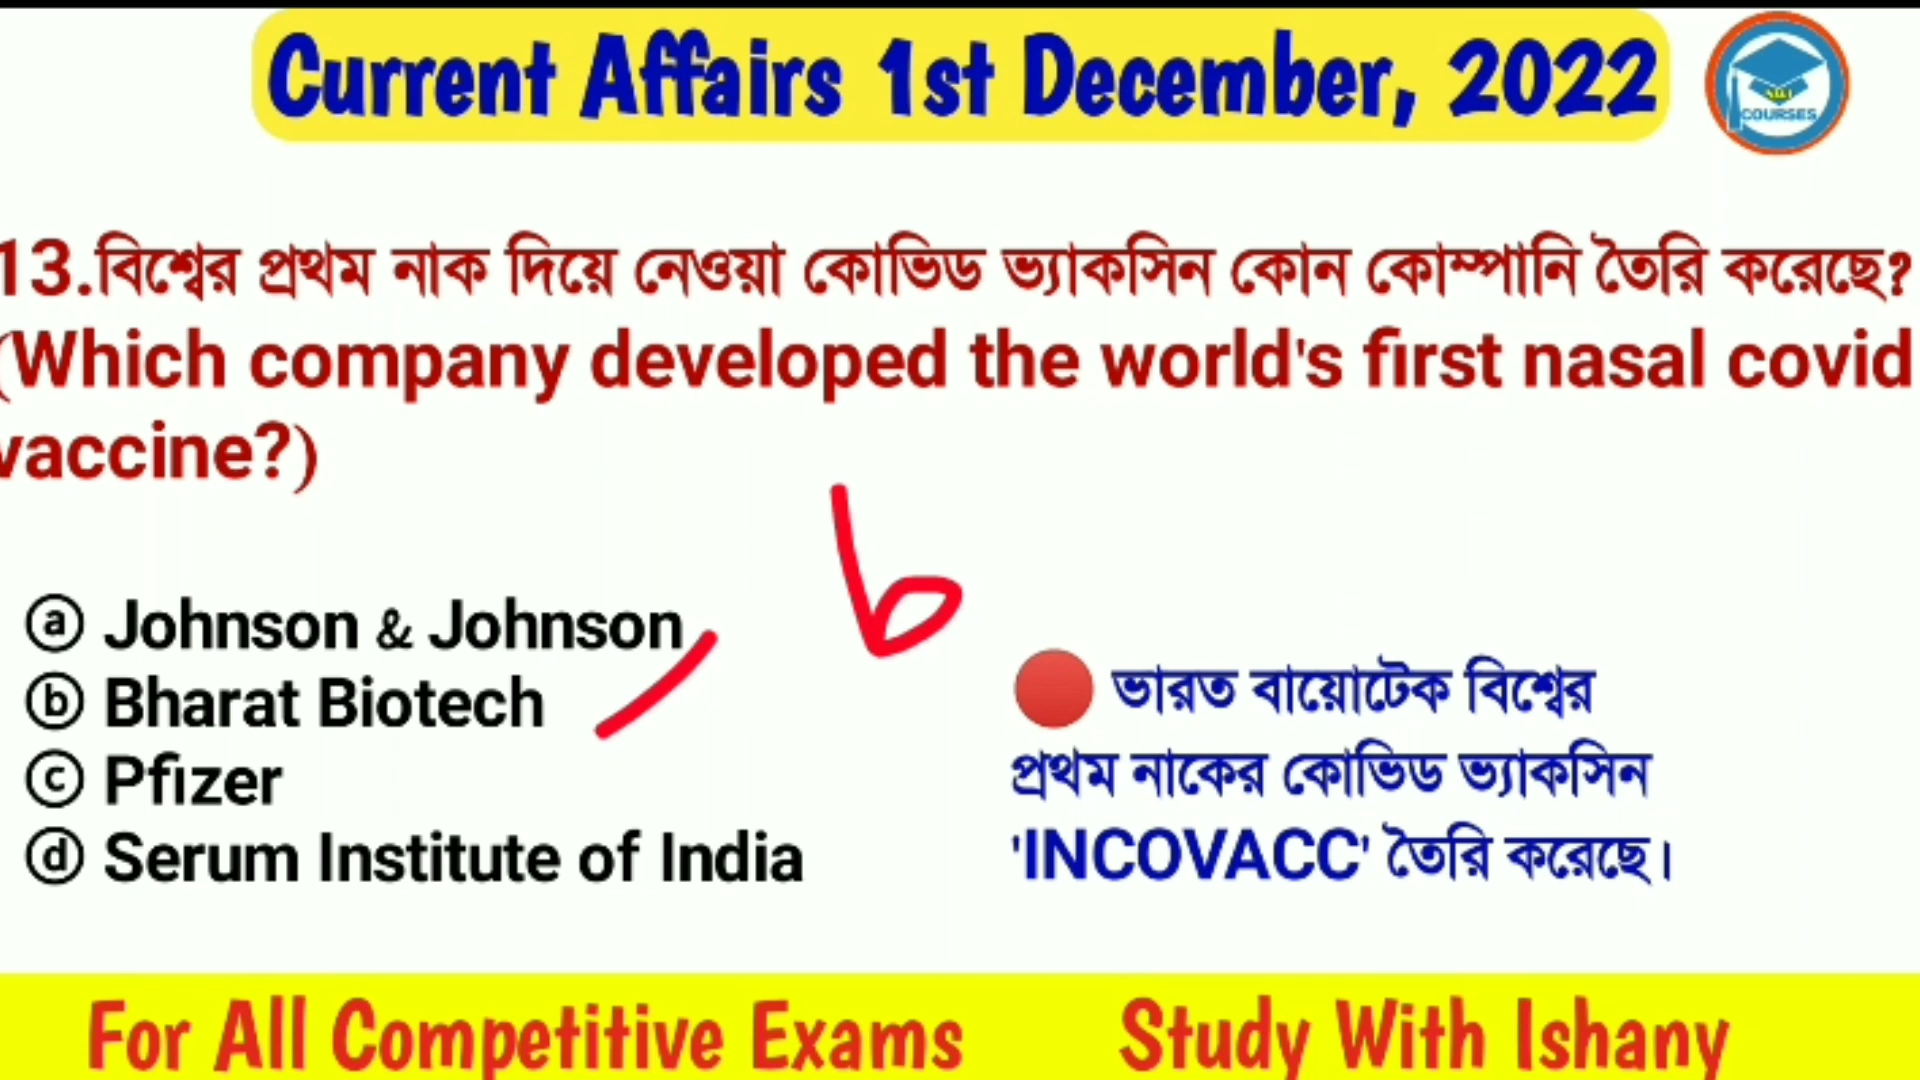 Current Affairs 1st December, 2022
COURSES
13.বিশ্বের প্রথম নাক দিয়ে নেওয়া কোভিড ভ্যাকসিন কোন কোম্পানি তৈরি করেছে?
(Which company developed the world's first nasal covid
vaccine?)
b
ⓐ Johnson & Johnson
ⓑ Bharat Biotech
ⓒ Pfizer
ⓓ Serum Institute of India
🔴 ভারত বায়োটেক বিশ্বের
প্রথম নাকের কোভিড ভ্যাকসিন
'INCOVACC' তৈরি করেছে।
For All Competitive Exams
Study With Ishany